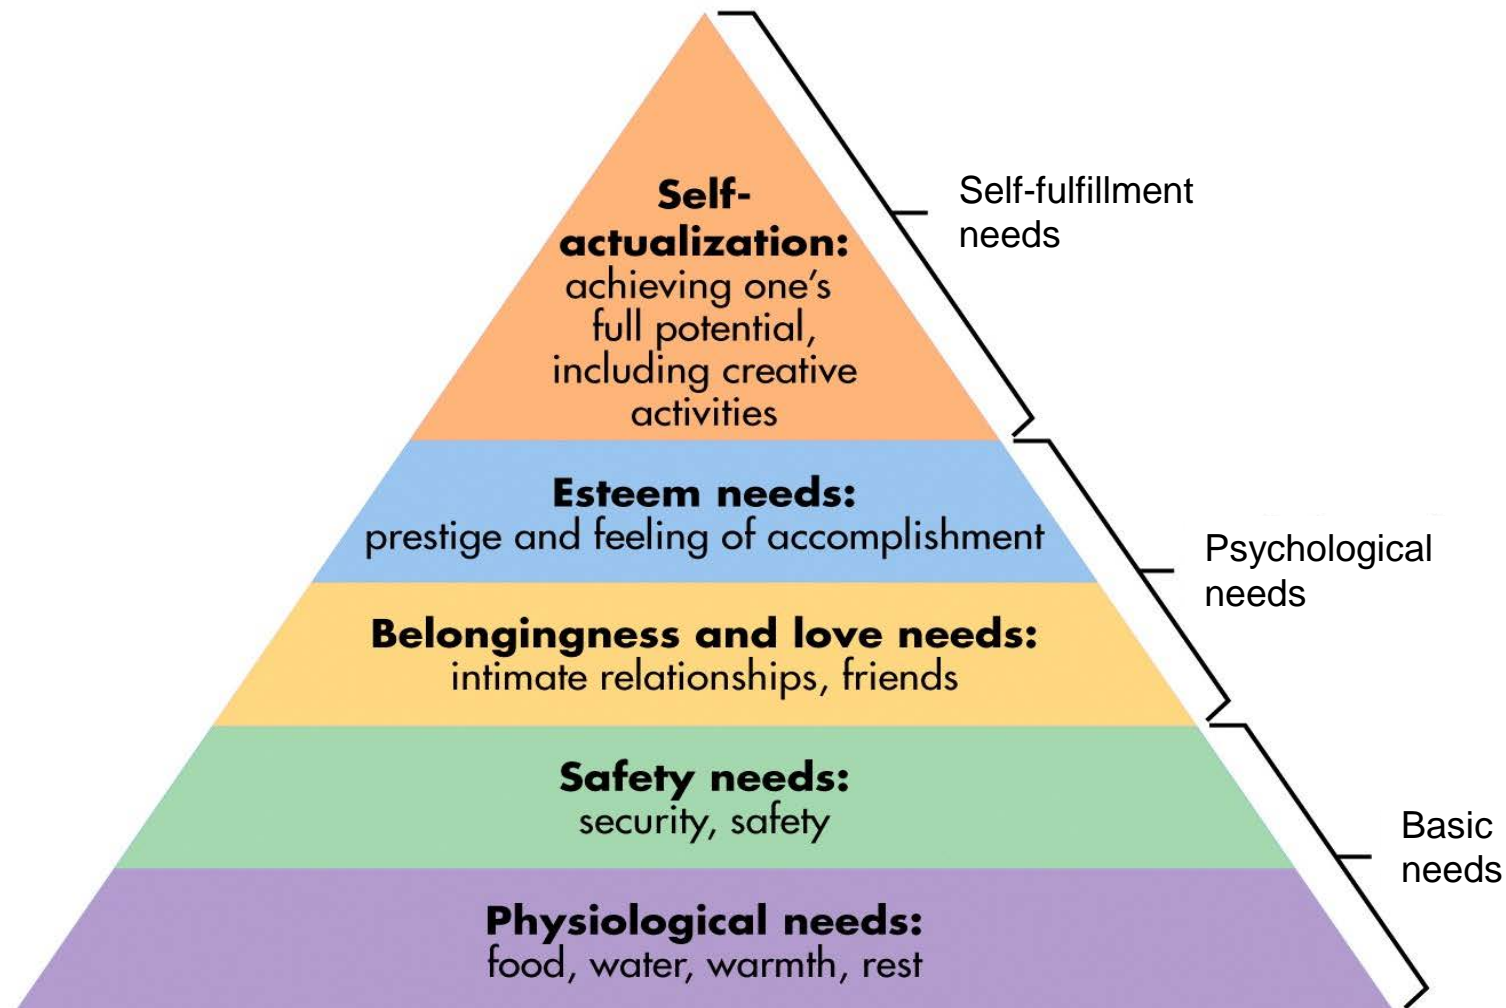 Self-
actualization:
achieving one’s
full potential,
including creative
activities
Self-fulfillment
needs
Esteem needs:
prestige and feeling of accomplishment
Belongingness and love needs:
intimate relationships, friends
Psychological
needs
Safety needs:
security, safety
Physiological needs:
food, water, warmth, rest
Basic
needs